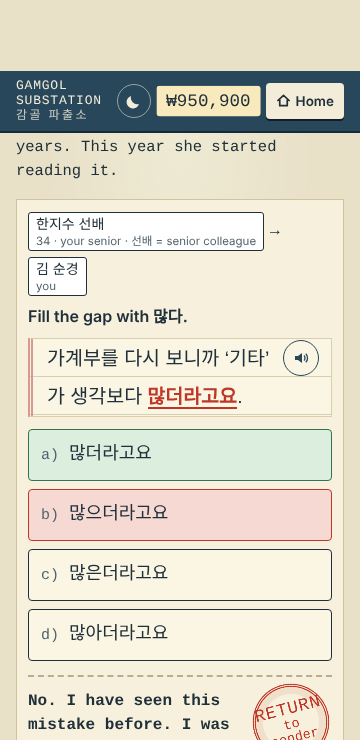 GAMGOL
SUBSTATION
감골 파출소
₩950,900
Home
years. This year she started
reading it.
한지수 선배
34 · your senior · 선배 = senior colleague
→
김 순경
you
Fill the gap with 많다.
가계부를 다시 보니까 ‘기타’
가 생각보다 많더라고요.
a) 많더라고요
b) 많으더라고요
c) 많은더라고요
d) 많아더라고요
No. I have seen this
mistake before. I was
RETURN
to
sender